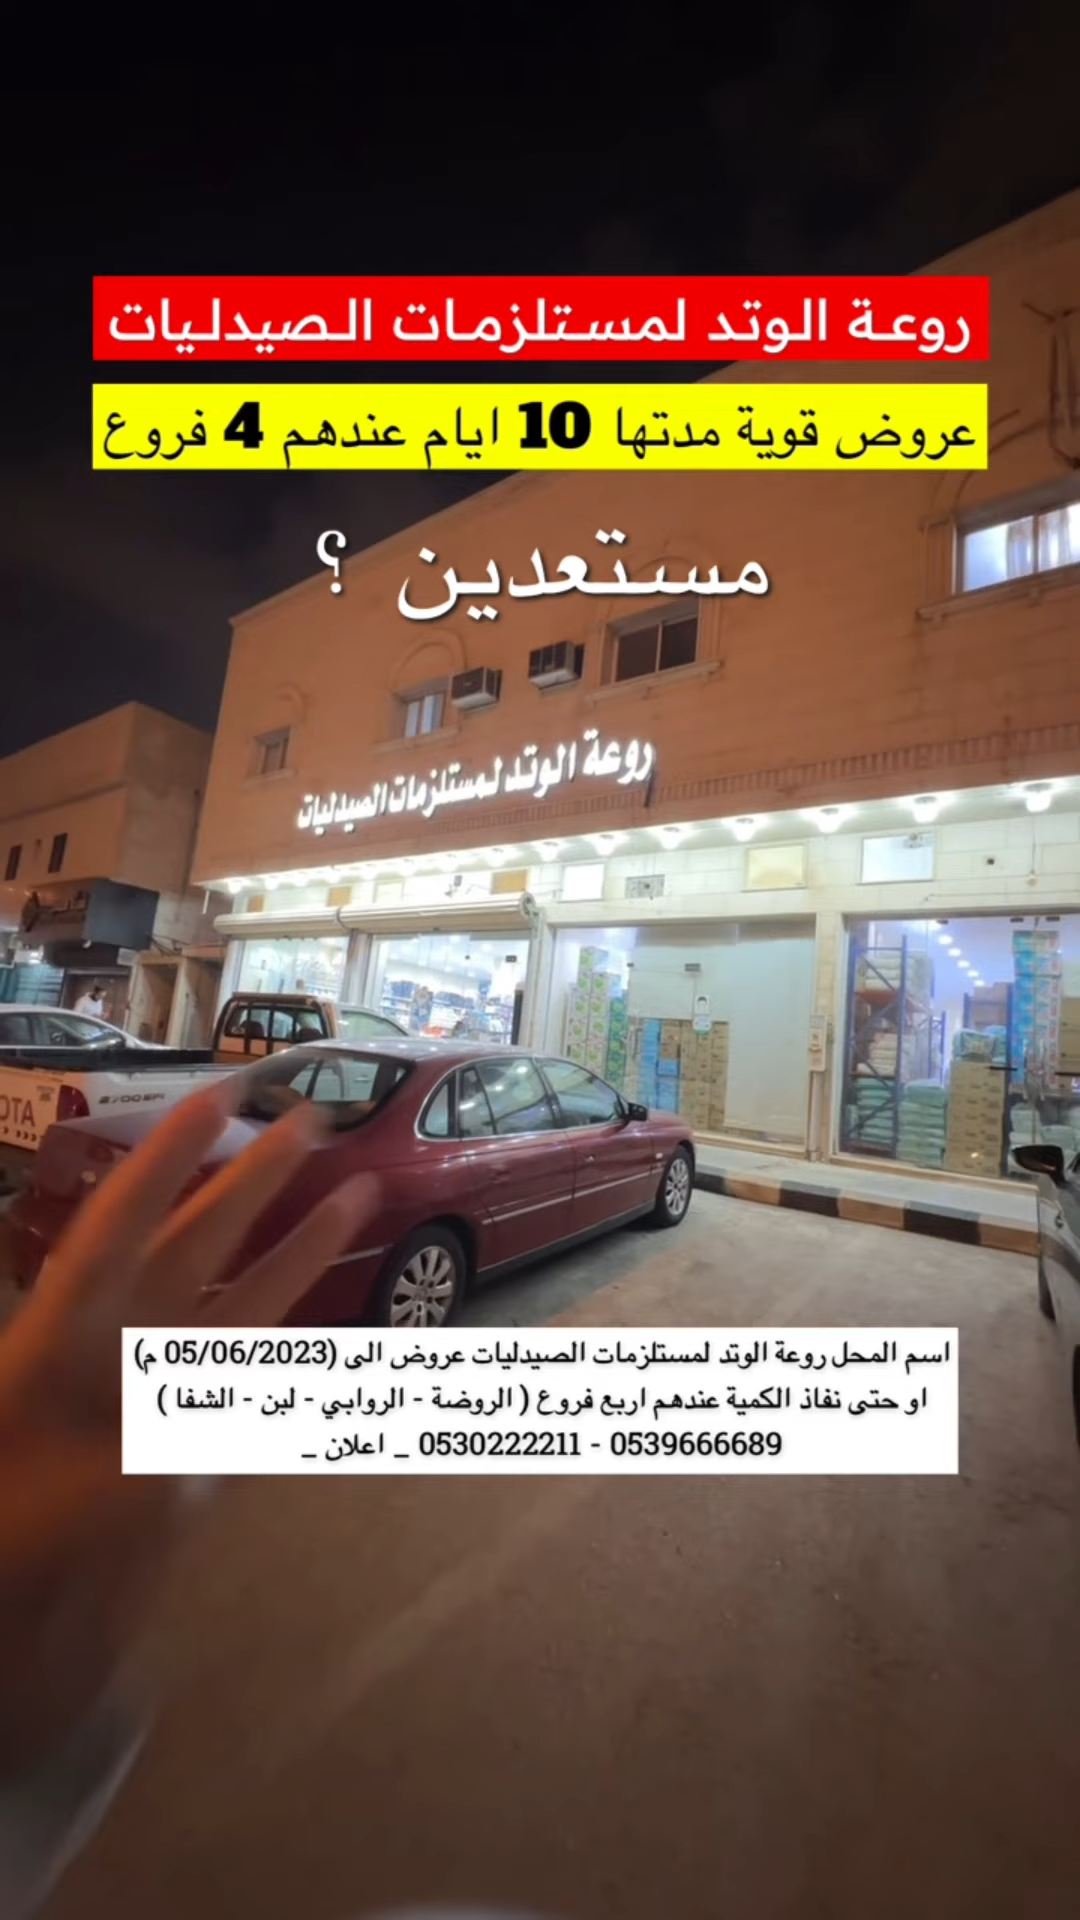 روعة الوتد لمستلزمات الصيدليات
عروض قوية مدتها 10 ايام عندهم 4 فروع
مستعدين ؟
روعة الوتد لمستلزمات الصيدليات
2700EFI
اسم المحل روعة الوتد لمستلزمات الصيدليات عروض الى (05/06/2023 م)
او حتى نفاذ الكمية عندهم اربع فروع ( الروضة - الروابي - لبن - الشفا )
0539666689 - 0530222211 _ اعلان _